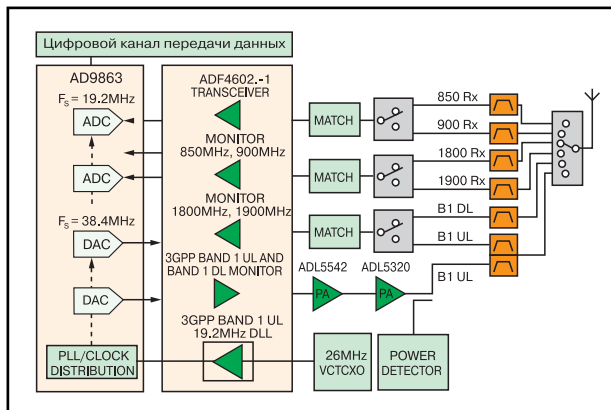 Цифровой канал передачи данных
AD9863
F_S = 19.2MHz
ADC
ADC
F_S = 38.4MHz
DAC
DAC
PLL/CLOCK
DISTRIBUTION
ADF4602.-1
TRANSCEIVER
MONITOR
850MHz, 900MHz
MONITOR
1800MHz, 1900MHz
3GPP BAND 1 UL AND
BAND 1 DL MONITOR
3GPP BAND 1 UL
19.2MHz DLL
MATCH
MATCH
MATCH
ADL5542
PA
ADL5320
PA
26MHz
VCTCXO
POWER
DETECTOR
850 Rx
900 Rx
1800 Rx
1900 Rx
B1 DL
B1 UL
B1 UL